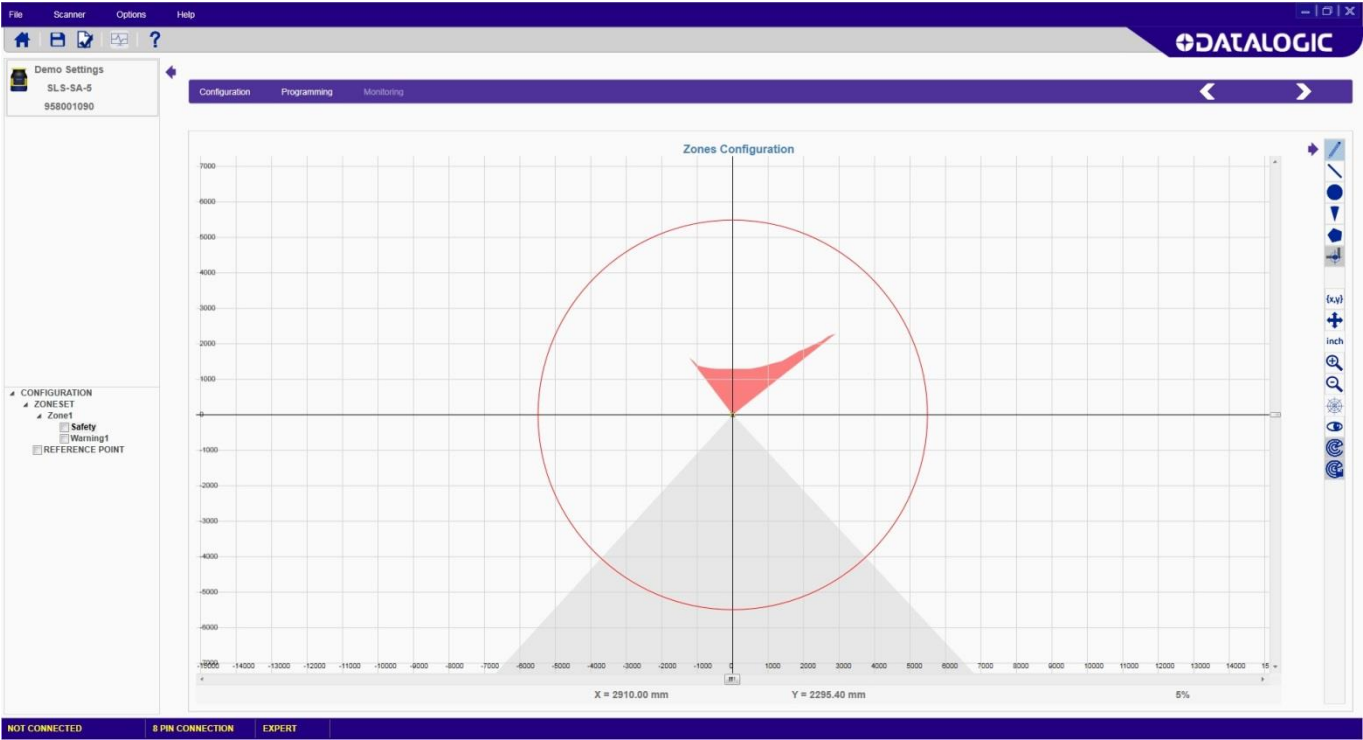 File Scanner Options Help
DATALOGIC
Demo Settings
SLS-SA-5
958001090
Configuration Programming Monitoring
Zones Configuration
7000
6000
5000
4000
3000
2000
1000
0
-1000
-2000
-3000
-4000
-5000
-6000
-7000
-15000 -14000 -13000 -12000 -11000 -10000 -9000 -8000 -7000 -6000 -5000 -4000 -3000 -2000 -1000 0 1000 2000 3000 4000 5000 6000 7000 8000 9000 10000 11000 12000 13000 14000 15
X = 2910.00 mm Y = 2295.40 mm 5%
{x,y}
inch
CONFIGURATION
ZONESET
Zone1
Safety
Warning1
REFERENCE POINT
NOT CONNECTED 8 PIN CONNECTION EXPERT